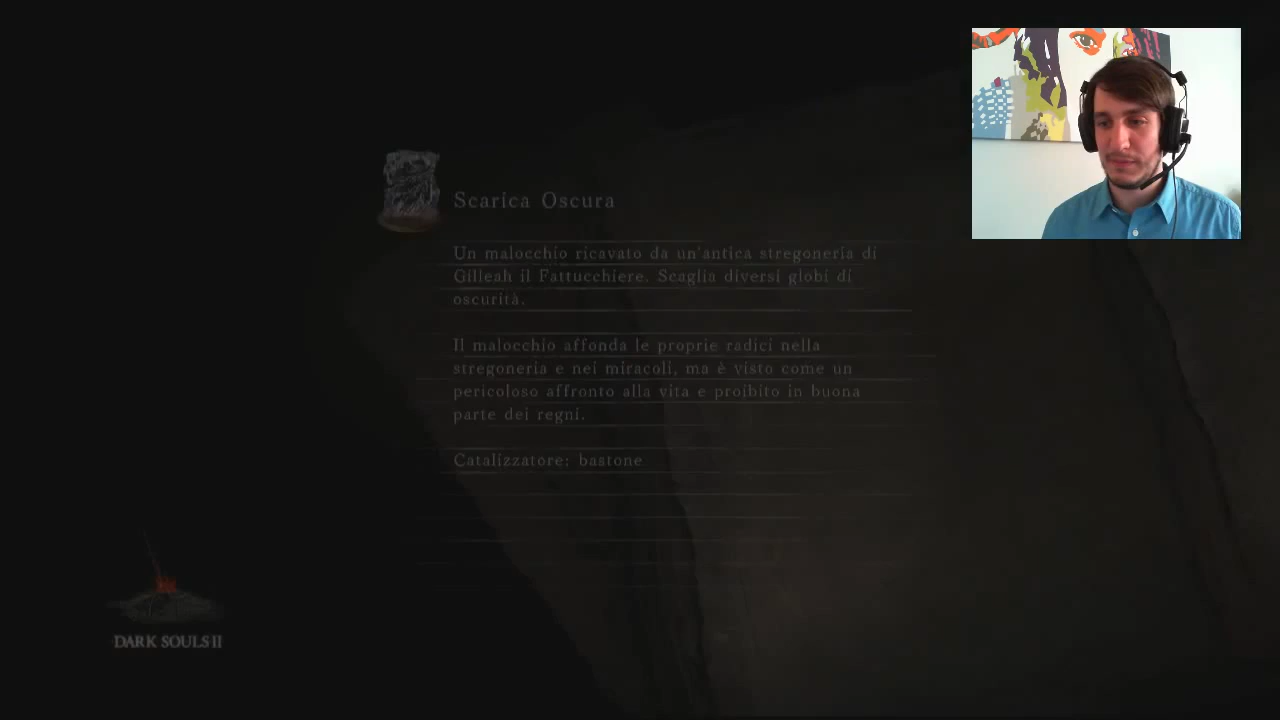 Scarica Oscura
Un malocchio ricavato da un'antica stregoneria di
Gilleah il Fattucchiere. Scaglia diversi globi di
oscurità.
Il malocchio affonda le proprie radici nella
stregoneria e nei miracoli, ma è visto come un
pericoloso affronto alla vita e proibito in buona
parte dei regni.
Catalizzatore: bastone
DARK SOULS II